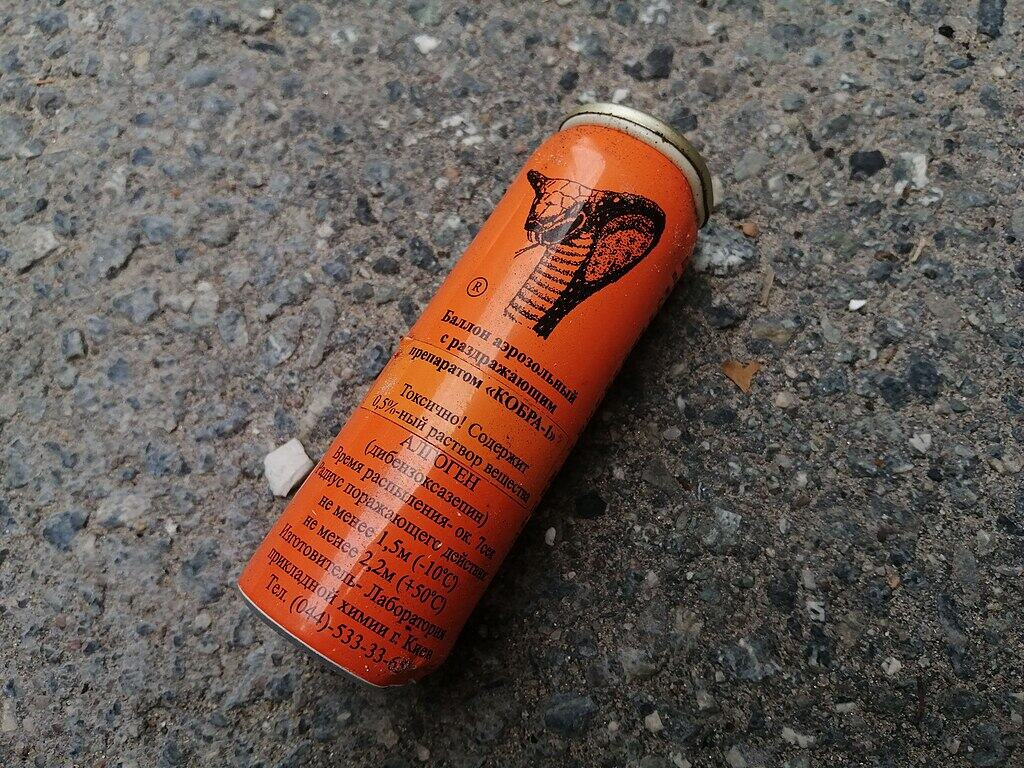 ®
Баллон аэрозольный
с раздражающим
препаратом «КОБРА-1»
Токсично! Содержит
0,5%-ный раствор вещества
АЛГОГЕН
(дибензоксазепин)
Время распыления- ок. 7сек
Радиус поражающего действия:
не менее 1,5м (-10°С)
не менее 2,2м (+50°С)
Изготовитель- Лаборатория
прикладной химии г. Киев
Тел. (044)-533-33-6